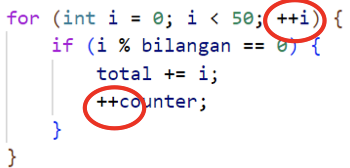 for (int i = 0; i < 50; ++i) {
    if (i % bilangan == 0) {
        total += i;
        ++counter;
    }
}